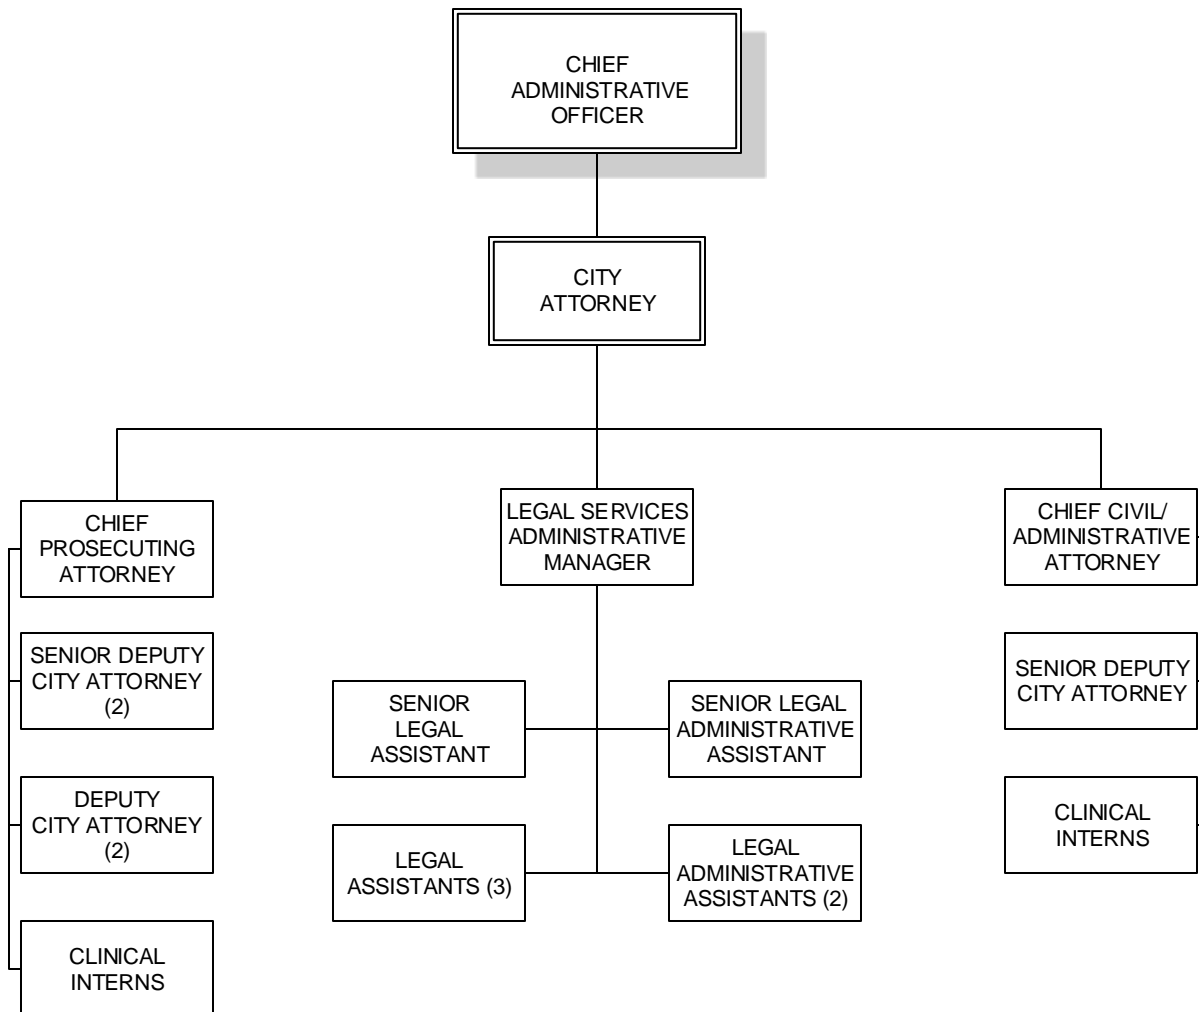 CHIEF
ADMINISTRATIVE
OFFICER
CITY
ATTORNEY
CHIEF
PROSECUTING
ATTORNEY
SENIOR DEPUTY
CITY ATTORNEY
(2)
DEPUTY
CITY ATTORNEY
(2)
CLINICAL
INTERNS
LEGAL SERVICES
ADMINISTRATIVE
MANAGER
SENIOR
LEGAL
ASSISTANT
SENIOR LEGAL
ADMINISTRATIVE
ASSISTANT
LEGAL
ASSISTANTS (3)
LEGAL
ADMINISTRATIVE
ASSISTANTS (2)
CHIEF CIVIL/
ADMINISTRATIVE
ATTORNEY
SENIOR DEPUTY
CITY ATTORNEY
CLINICAL
INTERNS